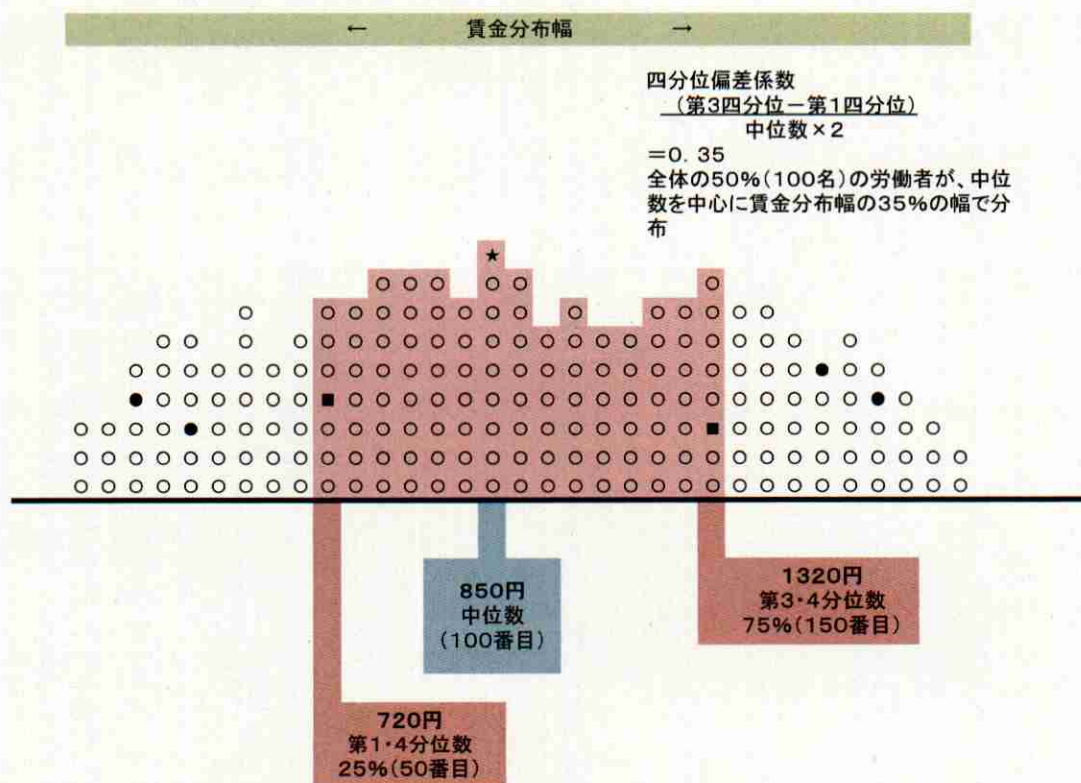 ← 賃金分布幅 →
四分位偏差係数
(第3四分位－第1四分位)
中位数×2
＝0. 35
全体の50%(100名)の労働者が、中位
数を中心に賃金分布幅の35%の幅で分
布
850円
中位数
(100番目)
1320円
第3・4分位数
75%(150番目)
720円
第1・4分位数
25%(50番目)